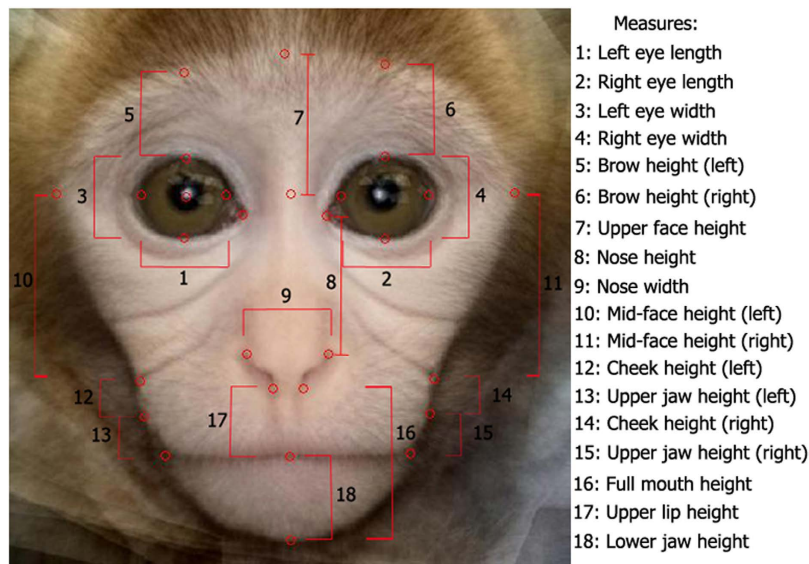 Measures:
1: Left eye length
2: Right eye length
3: Left eye width
4: Right eye width
5: Brow height (left)
6: Brow height (right)
7: Upper face height
8: Nose height
9: Nose width
10: Mid-face height (left)
11: Mid-face height (right)
12: Cheek height (left)
13: Upper jaw height (left)
14: Cheek height (right)
15: Upper jaw height (right)
16: Full mouth height
17: Upper lip height
18: Lower jaw height
5
7
6
3
4
10
1
8
2
11
9
12
14
13
17
16
15
18